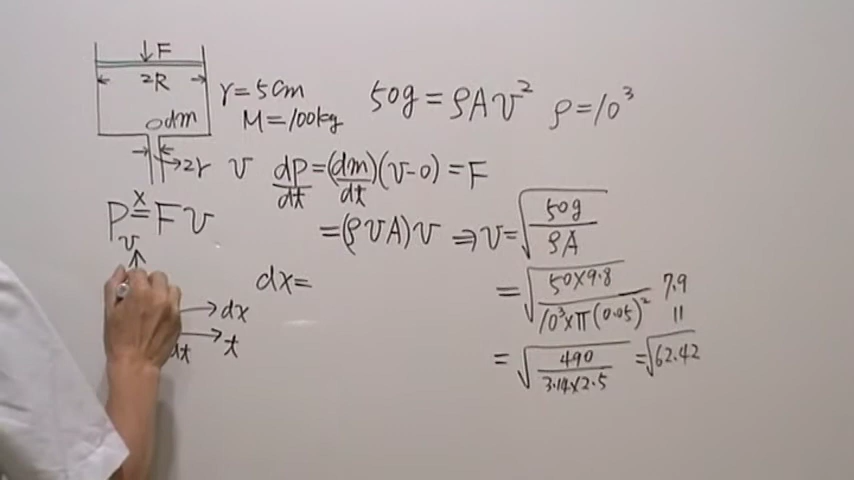 ↓F
2R
dm
r=5cm
M=100kg
50g=ρAv²
ρ=10³
→2r
v
dP/dt=(dm/dt)(v-0)=F
=(ρvA)v ⇒ v=√(50g/ρA)
P=Fv
x
v
dx=
=√(50×9.8/10³×π(0.05)²)
7.9
11
→dx
→t
dt
=√(490/3.14×2.5)
=√62.42